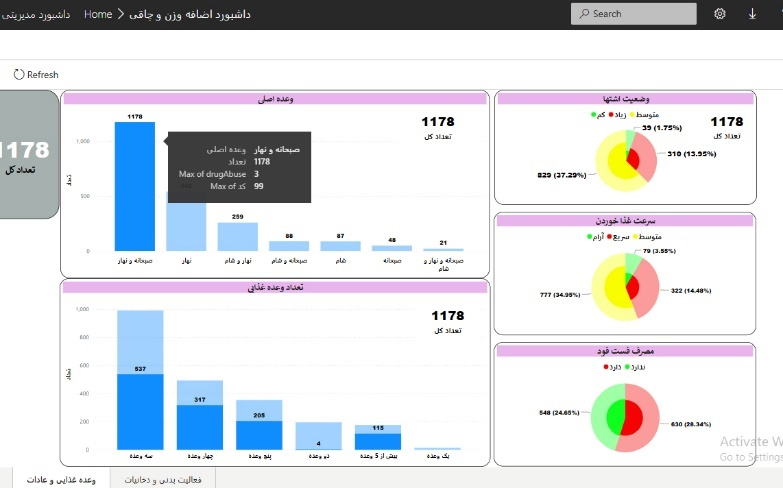 داشبورد مدیریتی
Home > داشبورد اضافه وزن و چاقی
Search
Refresh
1178
تعداد کل
وعده اصلی
1178
تعداد کل
1178
1,000
500
0
تعداد
259
88
87
48
21
صبحانه و نهار
وعده اصلی
1178
تعداد
3
Max of drugAbuse
99
Max of کد
صبحانه و نهار
نهار
نهار و شام
صبحانه و شام
شام
صبحانه
صبحانه و نهار و شام
تعداد وعده غذایی
1178
تعداد کل
1,000
800
600
400
200
0
تعداد
537
317
205
4
115
سه وعده
چهار وعده
پنج وعده
دو وعده
بیش از 5 وعده
یک وعده
وضعیت اشتها
متوسط زیاد کم
1178
تعداد کل
39 (1.75%)
310 (13.95%)
829 (37.29%)
سرعت غذا خوردن
متوسط سریع آرام
79 (3.55%)
322 (14.48%)
777 (34.95%)
مصرف فست فود
ندارد دارد
548 (24.65%)
630 (28.34%)
Activate W
Go to Settings
وعده غذایی و عادات
فعالیت بدنی و دخانیات